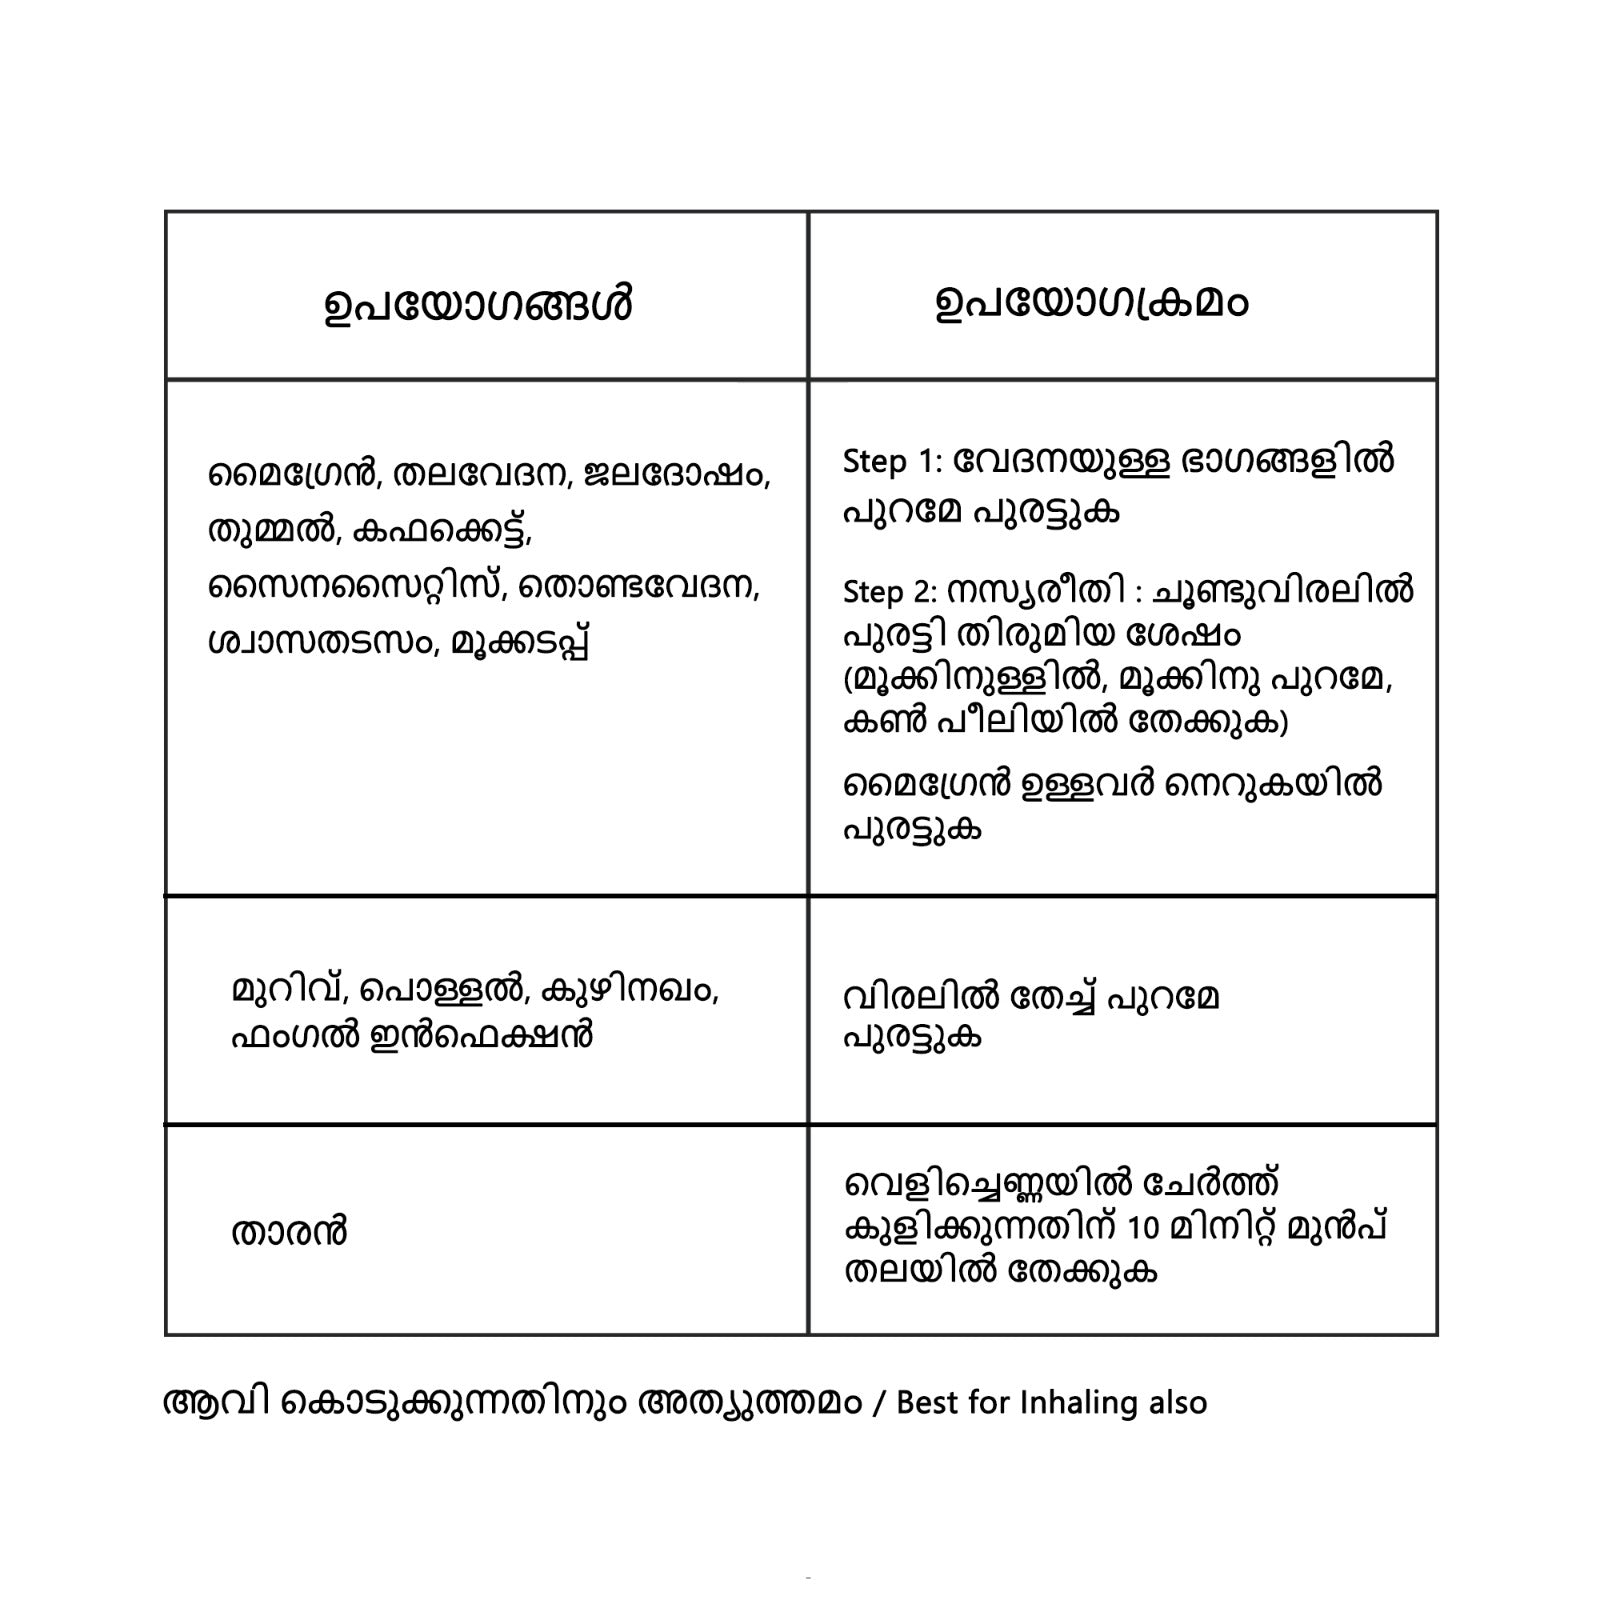 ഉപയോഗങ്ങൾ
ഉപയോഗക്രമം
മൈഗ്രേൻ, തലവേദന, ജലദോഷം,
തുമ്മൽ, കഫക്കെട്ട്,
സൈനസൈറ്റിസ്, തൊണ്ടവേദന,
ശ്വാസതടസം, മൂക്കടപ്പ്
Step 1: വേദനയുള്ള ഭാഗങ്ങളിൽ
പുറമേ പുരട്ടുക
Step 2: നസ്യരീതി : ചൂണ്ടുവിരലിൽ
പുരട്ടി തിരുമിയ ശേഷം
(മൂക്കിനുള്ളിൽ, മൂക്കിനു പുറമേ,
കൺ പീലിയിൽ തേക്കുക)
മൈഗ്രേൻ ഉള്ളവർ നെറുകയിൽ
പുരട്ടുക
മുറിവ്, പൊള്ളൽ, കുഴിനഖം,
ഫംഗൽ ഇൻഫെക്ഷൻ
വിരലിൽ തേച്ച് പുറമേ
പുരട്ടുക
താരൻ
വെളിച്ചെണ്ണയിൽ ചേർത്ത്
കുളിക്കുന്നതിന് 10 മിനിറ്റ് മുൻപ്
തലയിൽ തേക്കുക
ആവി കൊടുക്കുന്നതിനും അത്യുത്തമം / Best for Inhaling also